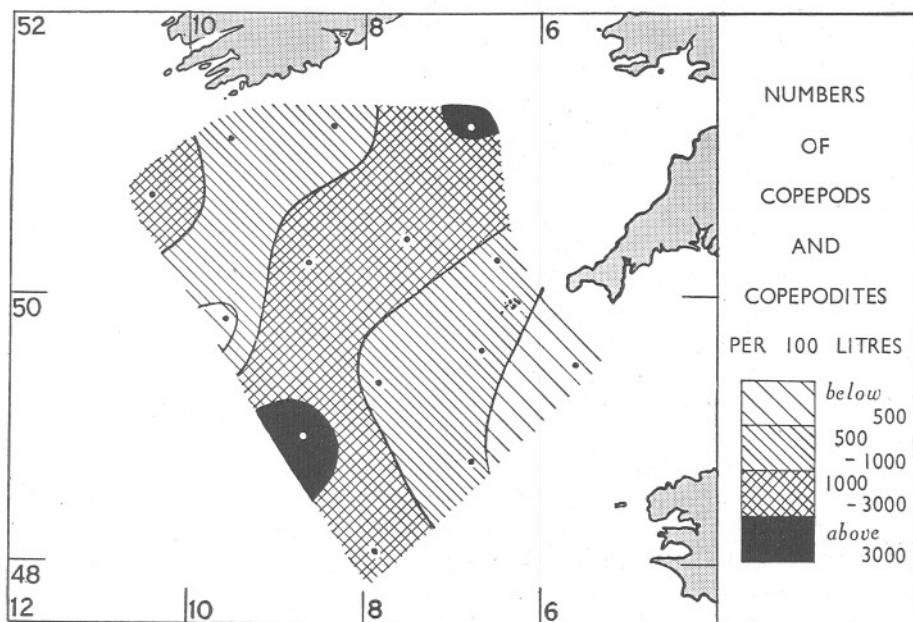 52
10
8
6
50
48
12
10
8
6
NUMBERS
OF
COPEPODS
AND
COPEPODITES
PER 100 LITRES
below
500
500
- 1000
1000
- 3000
above
3000